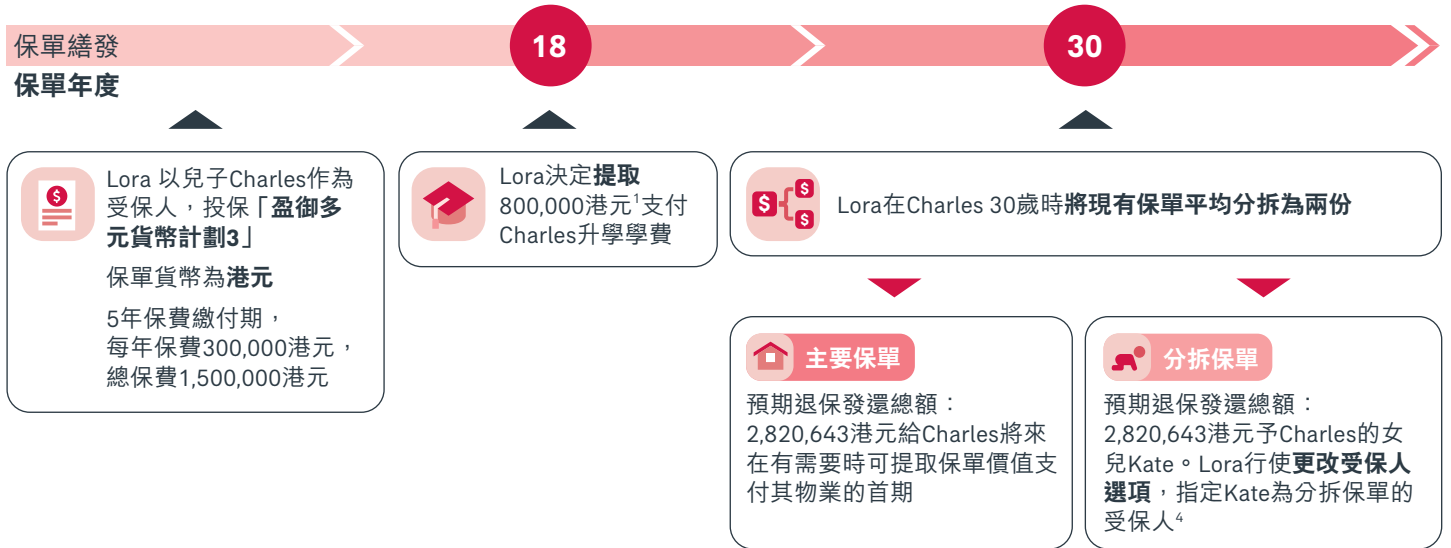 保單繕發
18
30
保單年度
Lora 以兒子Charles作為
受保人，投保「盈御多
元貨幣計劃3」
保單貨幣為港元
5年保費繳付期，
每年保費300,000港元，
總保費1,500,000港元
Lora決定提取
800,000港元¹支付
Charles升學學費
Lora在Charles 30歲時將現有保單平均分拆為兩份
主要保單
預期退保發還總額：
2,820,643港元給Charles將來
在有需要時可提取保單價值支
付其物業的首期
分拆保單
預期退保發還總額：
2,820,643港元予Charles的女
兒Kate。Lora行使更改受保人
選項，指定Kate為分拆保單的
受保人⁴